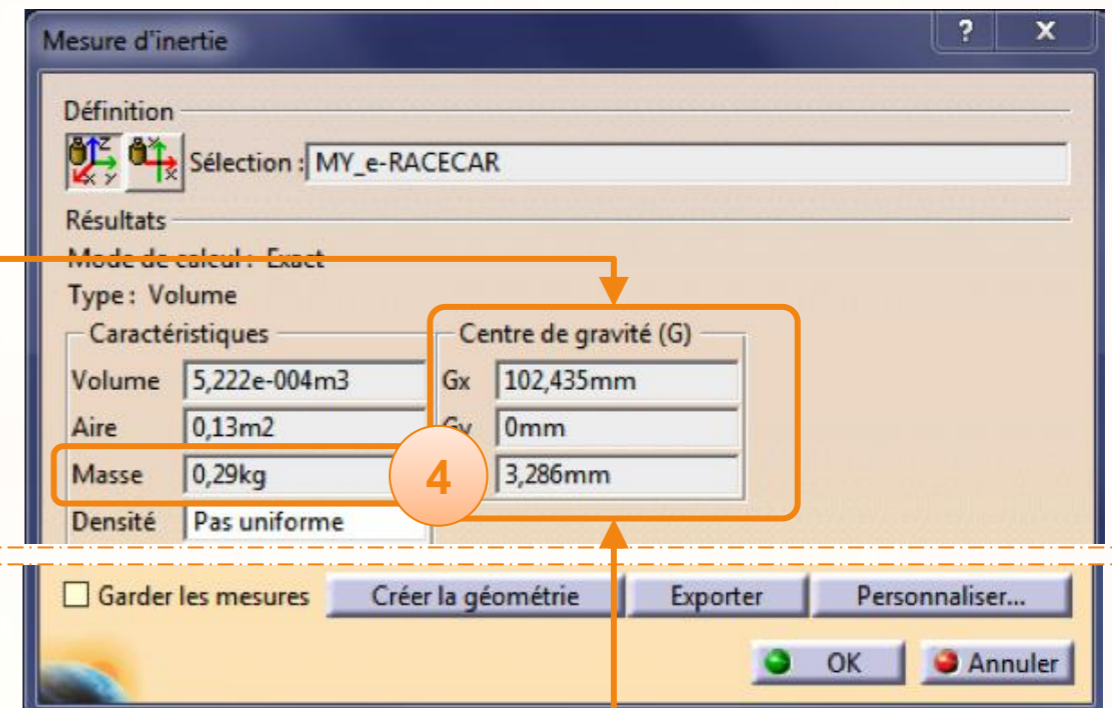 Mesure d'inertie ? X
Définition
Z X Y Y X Sélection : MY_e-RACECAR
Résultats
Mode de calcul : Exact
Type : Volume
Caractéristiques Centre de gravité (G)
Volume 5,222e-004m3 Gx 102,435mm
Aire 0,13m2 Gy 0mm
Masse 0,29kg 4 3,286mm
Densité Pas uniforme
Garder les mesures Créer la géométrie Exporter Personnaliser...
OK Annuler